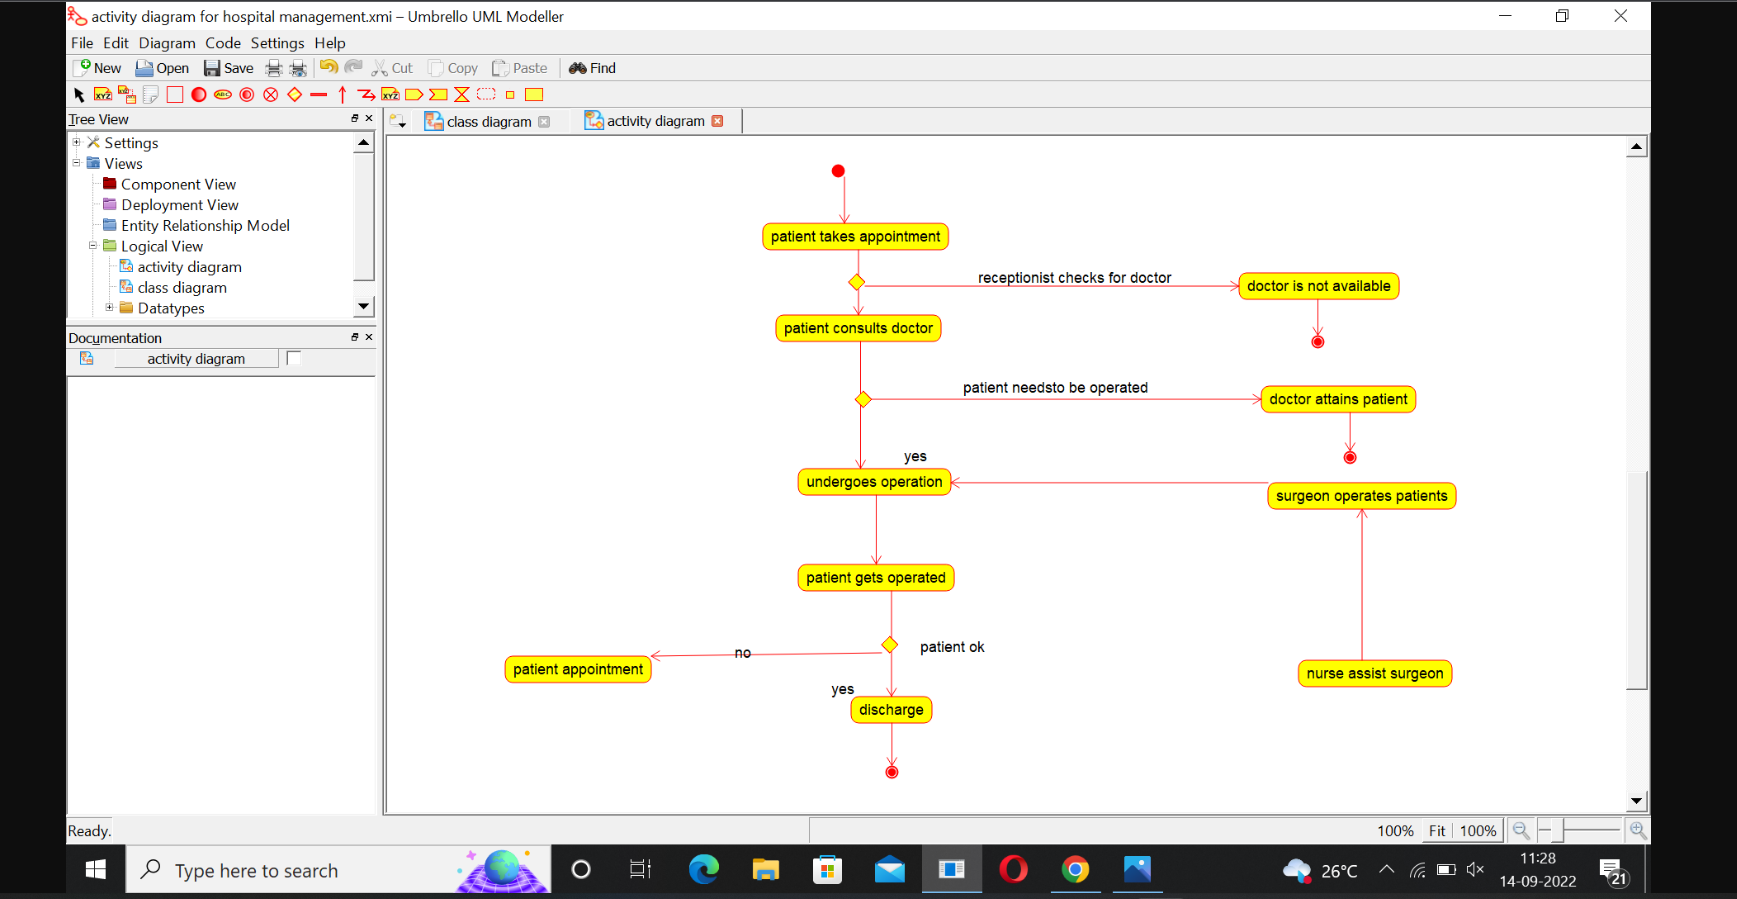 activity diagram for hospital management.xmi – Umbrello UML Modeller
File Edit Diagram Code Settings Help
New Open Save Cut Copy Paste Find
XYZ ABC XYZ
Tree View
class diagram activity diagram
Settings
Views
Component View
Deployment View
Entity Relationship Model
Logical View
activity diagram
class diagram
Datatypes
Documentation
activity diagram
patient takes appointment
receptionist checks for doctor
doctor is not available
patient consults doctor
patient needsto be operated
doctor attains patient
yes
undergoes operation
surgeon operates patients
patient gets operated
patient ok
no
patient appointment
nurse assist surgeon
yes
discharge
Ready.
100% Fit 100%
Type here to search
26°C
11:28
14-09-2022
21